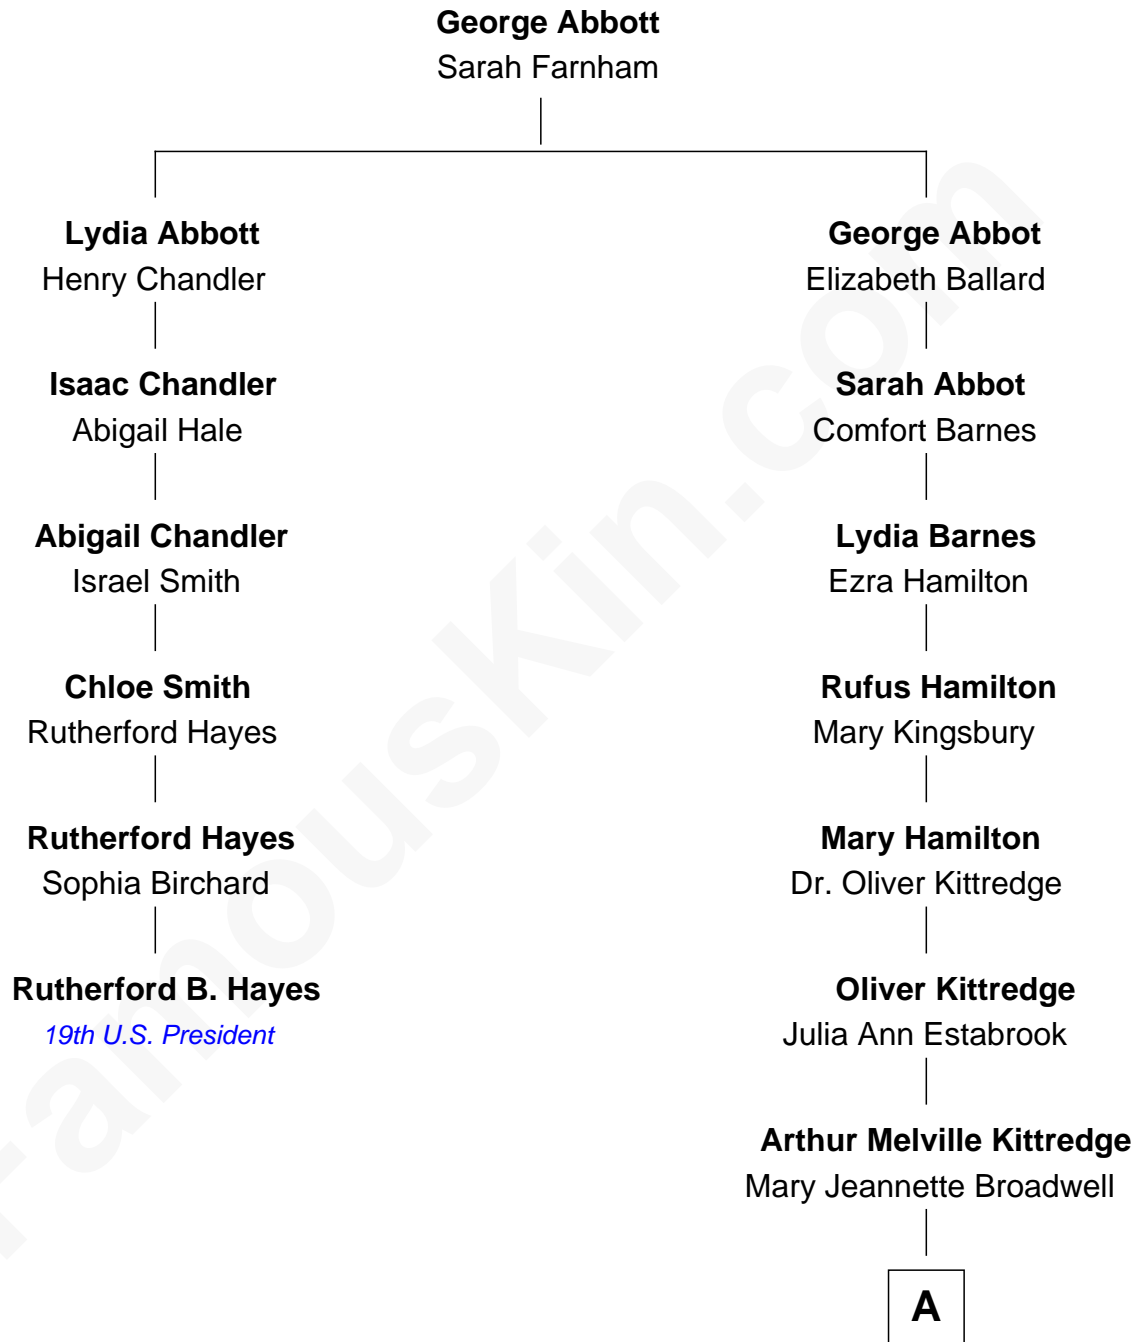 George Abbott
Sarah Farnham
Lydia Abbott
Henry Chandler
George Abbot
Elizabeth Ballard
Isaac Chandler
Abigail Hale
Sarah Abbot
Comfort Barnes
Abigail Chandler
Israel Smith
Lydia Barnes
Ezra Hamilton
Chloe Smith
Rutherford Hayes
Rufus Hamilton
Mary Kingsbury
Rutherford Hayes
Sophia Birchard
Mary Hamilton
Dr. Oliver Kittredge
Rutherford B. Hayes
19th U.S. President
Oliver Kittredge
Julia Ann Estabrook
Arthur Melville Kittredge
Mary Jeannette Broadwell
A
FamousKin.com